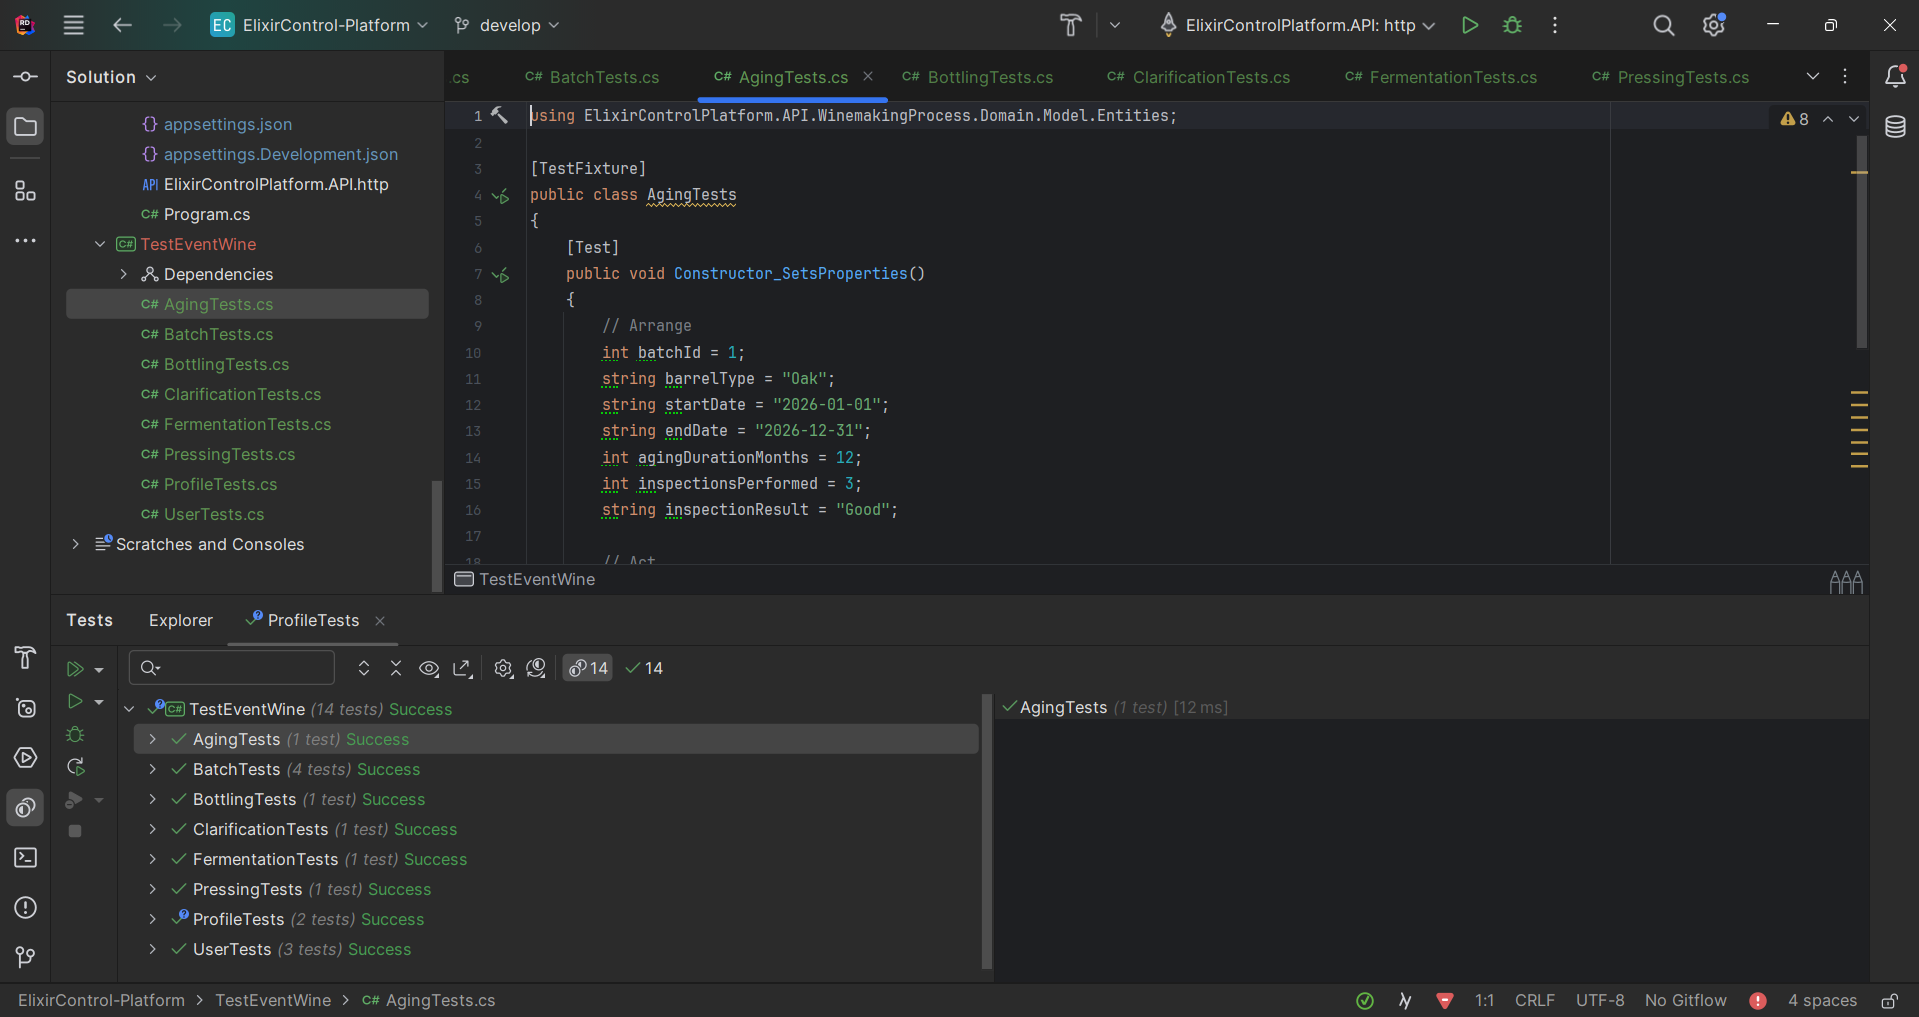 RD EC ElixirControl-Platform develop ElixirControlPlatform.API: http
Solution
.cs C# BatchTests.cs C# AgingTests.cs C# BottlingTests.cs C# ClarificationTests.cs C# FermentationTests.cs C# PressingTests.cs
{} appsettings.json
{} appsettings.Development.json
API ElixirControlPlatform.API.http
C# Program.cs
C# TestEventWine
Dependencies
C# AgingTests.cs
C# BatchTests.cs
C# BottlingTests.cs
C# ClarificationTests.cs
C# FermentationTests.cs
C# PressingTests.cs
C# ProfileTests.cs
C# UserTests.cs
Scratches and Consoles
1 using ElixirControlPlatform.API.WinemakingProcess.Domain.Model.Entities; 8
2
3 [TestFixture]
4 public class AgingTests
5 {
6 [Test]
7 public void Constructor_SetsProperties()
8 {
9 // Arrange
10 int batchId = 1;
11 string barrelType = "Oak";
12 string startDate = "2026-01-01";
13 string endDate = "2026-12-31";
14 int agingDurationMonths = 12;
15 int inspectionsPerformed = 3;
16 string inspectionResult = "Good";
17
18 // Act
TestEventWine
Tests Explorer ProfileTests
14 14
C# TestEventWine (14 tests) Success
AgingTests (1 test) Success
BatchTests (4 tests) Success
BottlingTests (1 test) Success
ClarificationTests (1 test) Success
FermentationTests (1 test) Success
PressingTests (1 test) Success
ProfileTests (2 tests) Success
UserTests (3 tests) Success
AgingTests (1 test) [12 ms]
ElixirControl-Platform > TestEventWine > C# AgingTests.cs 1:1 CRLF UTF-8 No Gitflow 4 spaces